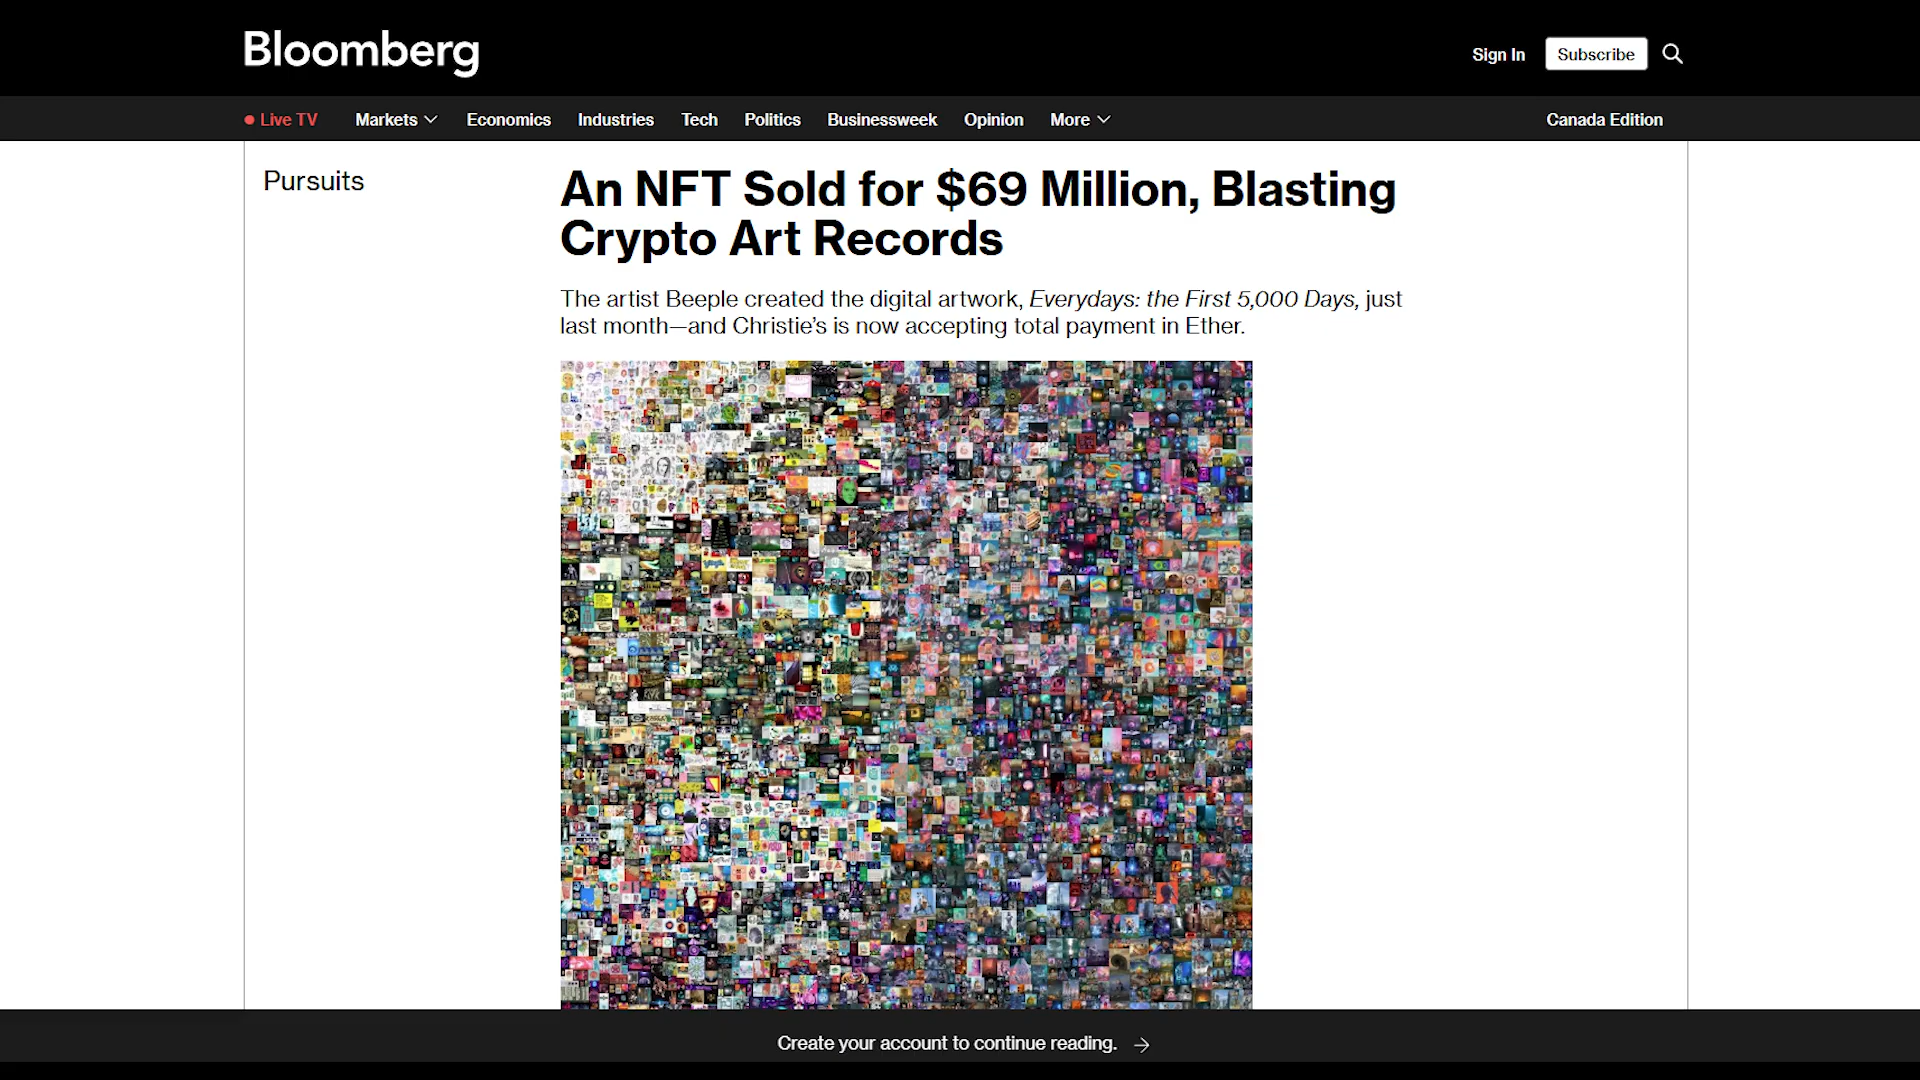 Bloomberg
Sign In
Subscribe
Live TV
Markets
Economics
Industries
Tech
Politics
Businessweek
Opinion
More
Canada Edition
Pursuits
An NFT Sold for $69 Million, Blasting
Crypto Art Records
The artist Beeple created the digital artwork, Everydays: the First 5,000 Days, just
last month—and Christie's is now accepting total payment in Ether.
Create your account to continue reading.